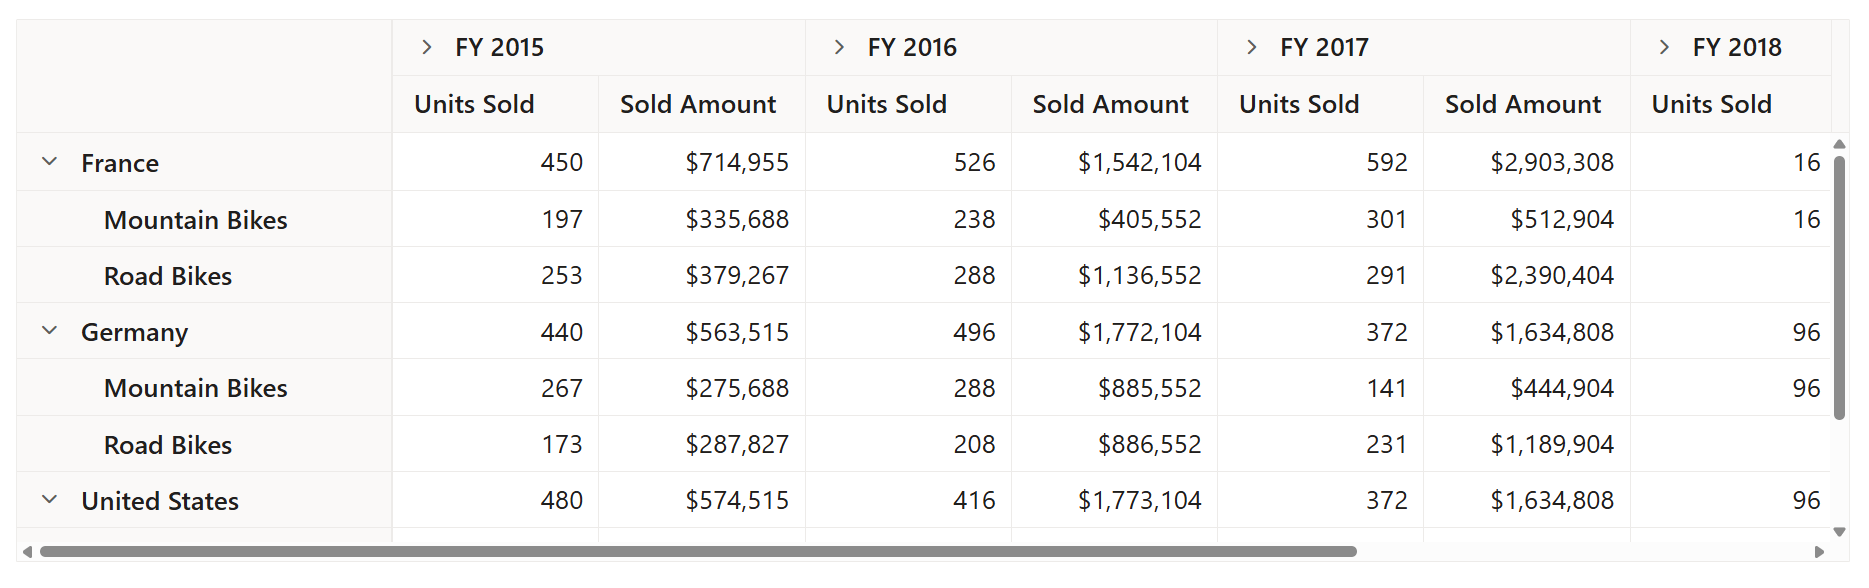 FY 2015 FY 2016 FY 2017 FY 2018
Units Sold Sold Amount Units Sold Sold Amount Units Sold Sold Amount Units Sold
France 450 $714,955 526 $1,542,104 592 $2,903,308 16
Mountain Bikes 197 $335,688 238 $405,552 301 $512,904 16
Road Bikes 253 $379,267 288 $1,136,552 291 $2,390,404
Germany 440 $563,515 496 $1,772,104 372 $1,634,808 96
Mountain Bikes 267 $275,688 288 $885,552 141 $444,904 96
Road Bikes 173 $287,827 208 $886,552 231 $1,189,904
United States 480 $574,515 416 $1,773,104 372 $1,634,808 96